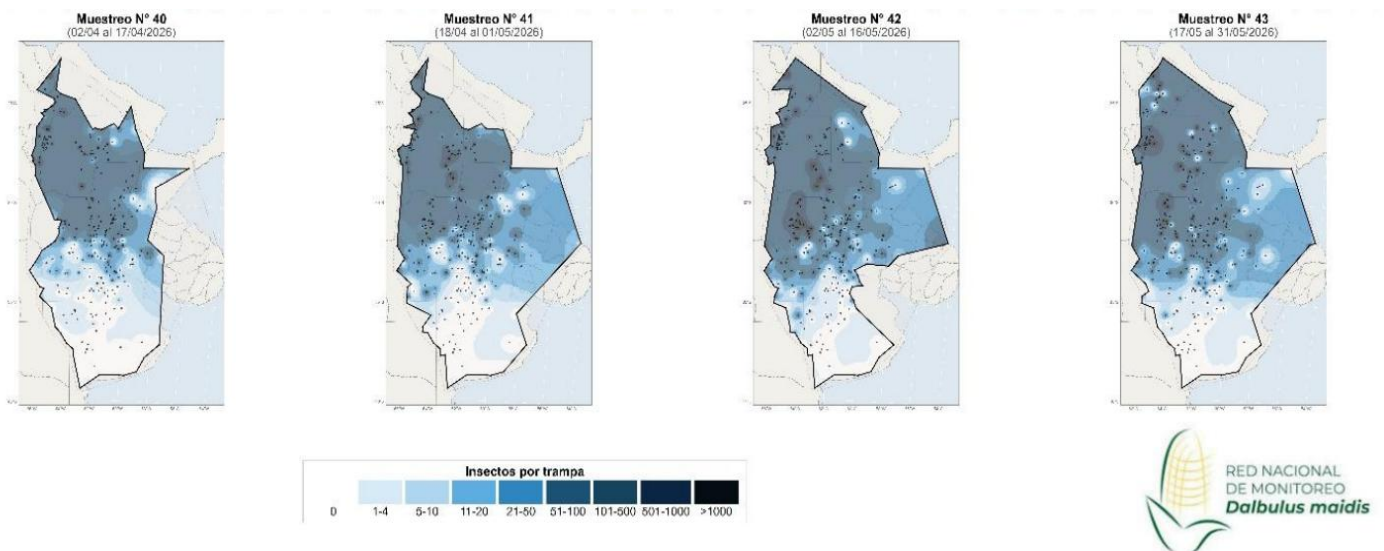 Muestreo N° 40
(02/04 al 17/04/2026)
Muestreo N° 41
(18/04 al 01/05/2026)
Muestreo N° 42
(02/05 al 16/05/2026)
Muestreo N° 43
(17/05 al 31/05/2026)
Insectos por trampa
0 1-4 5-10 11-20 21-50 51-100 101-500 501-1000 >1000
RED NACIONAL
DE MONITOREO
Dalbulus maidis